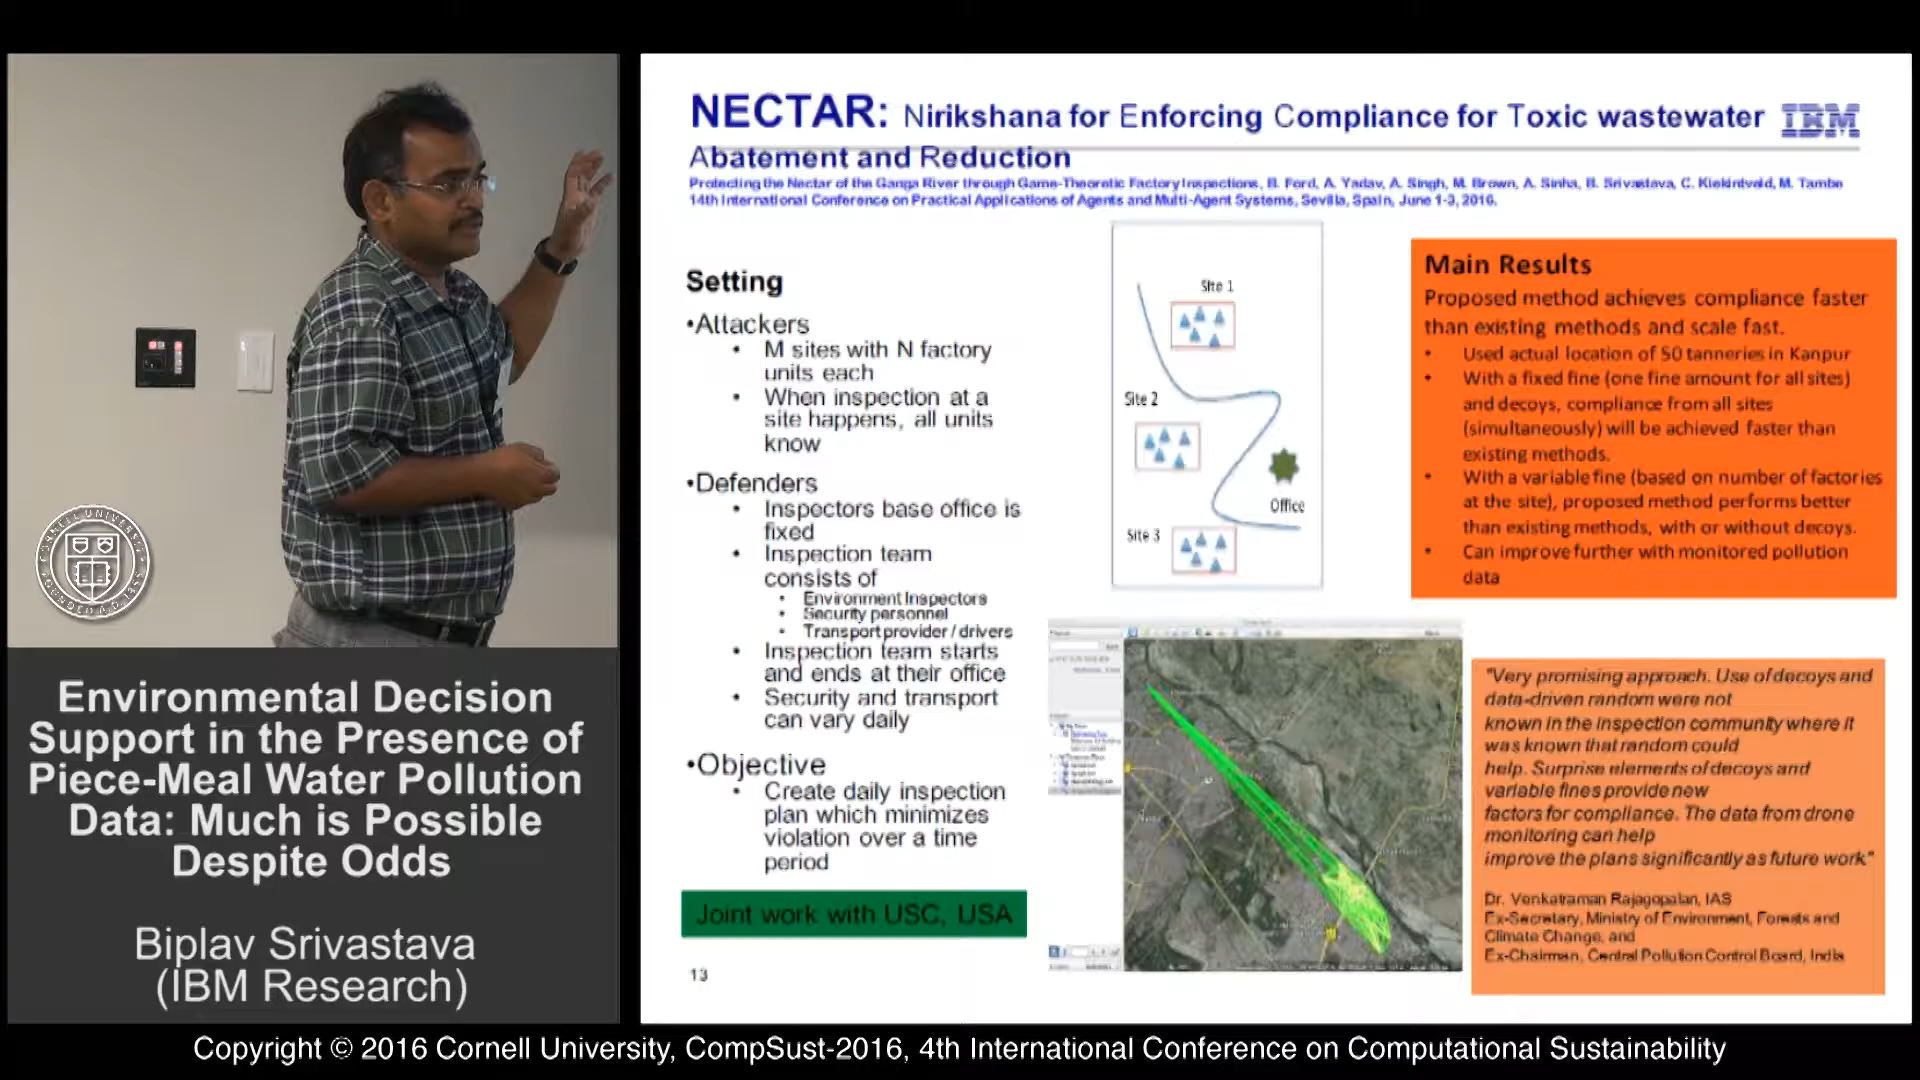 NECTAR: Nirikshana for Enforcing Compliance for Toxic wastewater
IBM
Abatement and Reduction
Protecting the Nectar of the Ganga River through Game-Theoretic Factory Inspections, B. Ford, A. Yadav, A. Singh, M. Brown, A. Sinha, B. Srivastava, C. Kiekintveld, M. Tambe
14th International Conference on Practical Applications of Agents and Multi-Agent Systems, Sevilla, Spain, June 1-3, 2016.
Setting
•Attackers
• M sites with N factory
units each
• When inspection at a
site happens, all units
know
•Defenders
• Inspectors base office is
fixed
• Inspection team
consists of
• Environment Inspectors
• Security personnel
• Transport provider / drivers
• Inspection team starts
and ends at their office
• Security and transport
can vary daily
•Objective
• Create daily inspection
plan which minimizes
violation over a time
period
Joint work with USC, USA
13
Site 1
Site 2
Office
Site 3
Main Results
Proposed method achieves compliance faster
than existing methods and scale fast.
• Used actual location of 50 tanneries in Kanpur
• With a fixed fine (one fine amount for all sites)
and decoys, compliance from all sites
(simultaneously) will be achieved faster than
existing methods.
• With a variable fine (based on number of factories
at the site), proposed method performs better
than existing methods, with or without decoys.
• Can improve further with monitored pollution
data
"Very promising approach. Use of decoys and
data-driven random were not
known in the inspection community where it
was known that random could
help. Surprise elements of decoys and
variable fines provide new
factors for compliance. The data from drone
monitoring can help
improve the plans significantly as future work"
Dr. Venkatraman Rajagopalan, IAS
Ex-Secretary, Ministry of Environment, Forests and
Climate Change, and
Ex-Chairman, Central Pollution Control Board, India
CORNELL UNIVERSITY
FOUNDED A.D. 1865
Environmental Decision
Support in the Presence of
Piece-Meal Water Pollution
Data: Much is Possible
Despite Odds
Biplav Srivastava
(IBM Research)
Copyright © 2016 Cornell University, CompSust-2016, 4th International Conference on Computational Sustainability